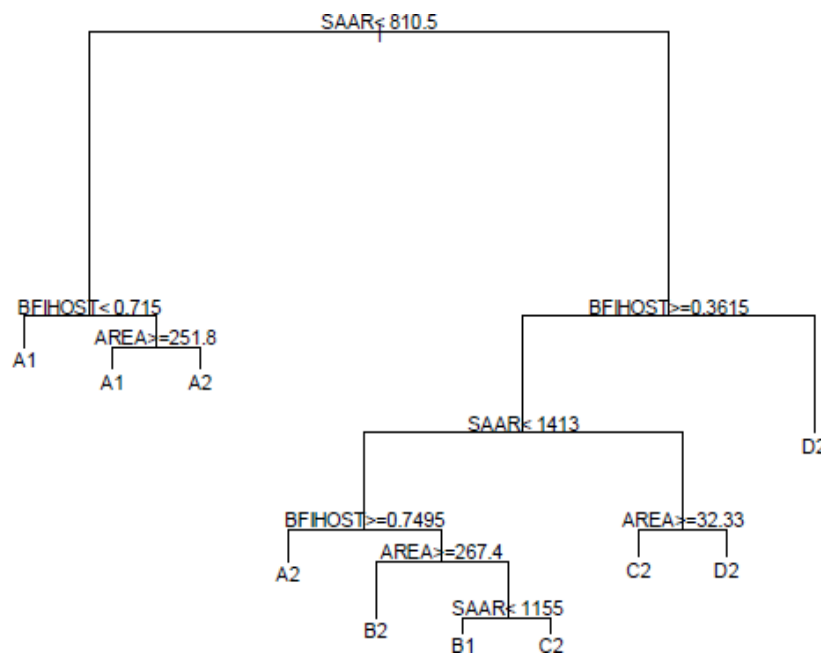 SAAR< 810.5
BFIHOST< 0.715
BFIHOST>=0.3615
AREA>=251.8
A1
A1
A2
SAAR< 1413
D2
BFIHOST>=0.7495
AREA>=32.33
AREA>=267.4
A2
C2
D2
SAAR< 1155
B2
B1
C2